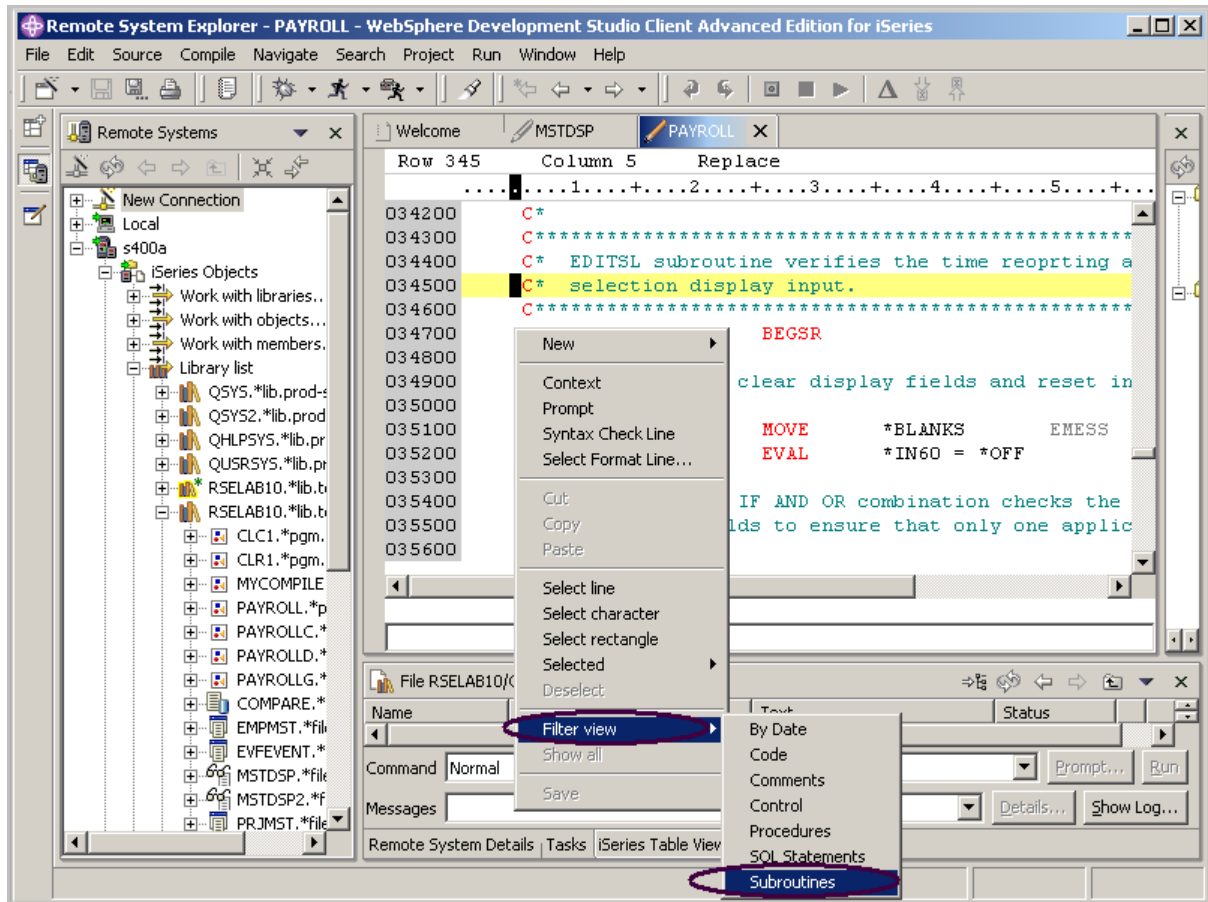 Remote System Explorer - PAYROLL - WebSphere Development Studio Client Advanced Edition for iSeries
File Edit Source Compile Navigate Search Project Run Window Help
Remote Systems
New Connection
Local
s400a
iSeries Objects
Work with libraries..
Work with objects...
Work with members.
Library list
QSYS.*lib.prod-s
QSYS2.*lib.prod
QHLPSYS.*lib.pr
QUSRSYS.*lib.pr
RSELAB10.*lib.t
RSELAB10.*lib.t
CLC1.*pgm.
CLR1.*pgm.
MYCOMPILE
PAYROLL.*p
PAYROLLC.*
PAYROLLD.*
PAYROLLG.*
COMPARE.*
EMPMST.*file
EVFEVENT.*
MSTDSP.*file
MSTDSP2.*f
PRJMST.*file
Welcome MSTDSP PAYROLL
Row 345 Column 5 Replace
.........1....+....2....+....3....+....4....+....5....+...
034200 C*
034300 C**************************************************
034400 C* EDITSL subroutine verifies the time reoprting a
034500 C* selection display input.
034600 C**************************************************
034700 BEGSR
034800
034900 clear display fields and reset in
035000
035100 MOVE *BLANKS EMESS
035200 EVAL *IN60 = *OFF
035300
035400 IF AND OR combination checks the
035500 lds to ensure that only one applic
035600
New
Context
Prompt
Syntax Check Line
Select Format Line...
Cut
Copy
Paste
Select line
Select character
Select rectangle
Selected
Deselect
Filter view
Show all
Save
By Date
Code
Comments
Control
Procedures
SQL Statements
Subroutines
File RSELAB10/
Name Text Status
Command Normal Prompt... Run
Messages Details... Show Log...
Remote System Details Tasks iSeries Table View